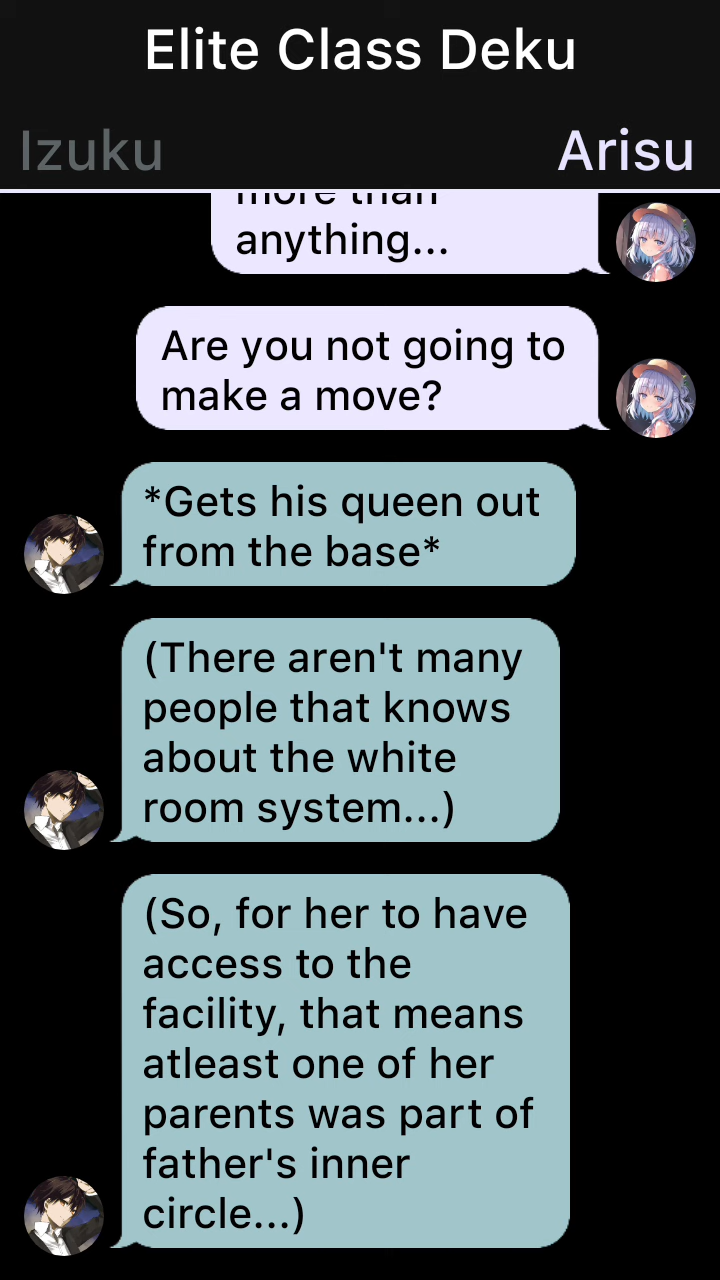 Elite Class Deku
Izuku
Arisu
more than
anything...
Are you not going to
make a move?
*Gets his queen out
from the base*
(There aren't many
people that knows
about the white
room system...)
(So, for her to have
access to the
facility, that means
atleast one of her
parents was part of
father's inner
circle...)